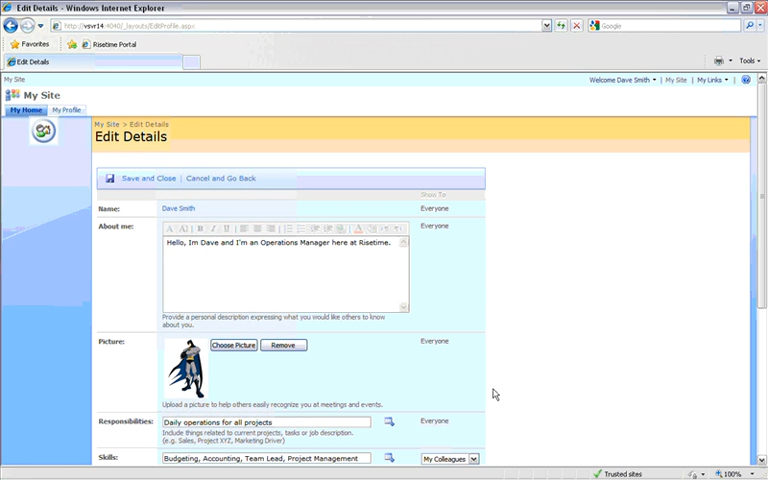 Edit Details - Windows Internet Explorer
http://vsvr14:4040/_layouts/EditProfile.aspx
Google
Favorites
Risetime Portal
Edit Details
Tools
My Site
Welcome Dave Smith | My Site | My Links
My Site
My Home My Profile
My Site > Edit Details
Edit Details
Save and Close | Cancel and Go Back
Show To
Name: Dave Smith Everyone
About me: Everyone
Hello, Im Dave and I'm an Operations Manager here at Risetime.
Provide a personal description expressing what you would like others to know
about you.
Picture: Choose Picture Remove Everyone
Upload a picture to help others easily recognize you at meetings and events.
Responsibilities: Daily operations for all projects Everyone
Include things related to current projects, tasks or job description.
(e.g. Sales, Project XYZ, Marketing Driver)
Skills: Budgeting, Accounting, Team Lead, Project Management My Colleagues
Trusted sites
100%